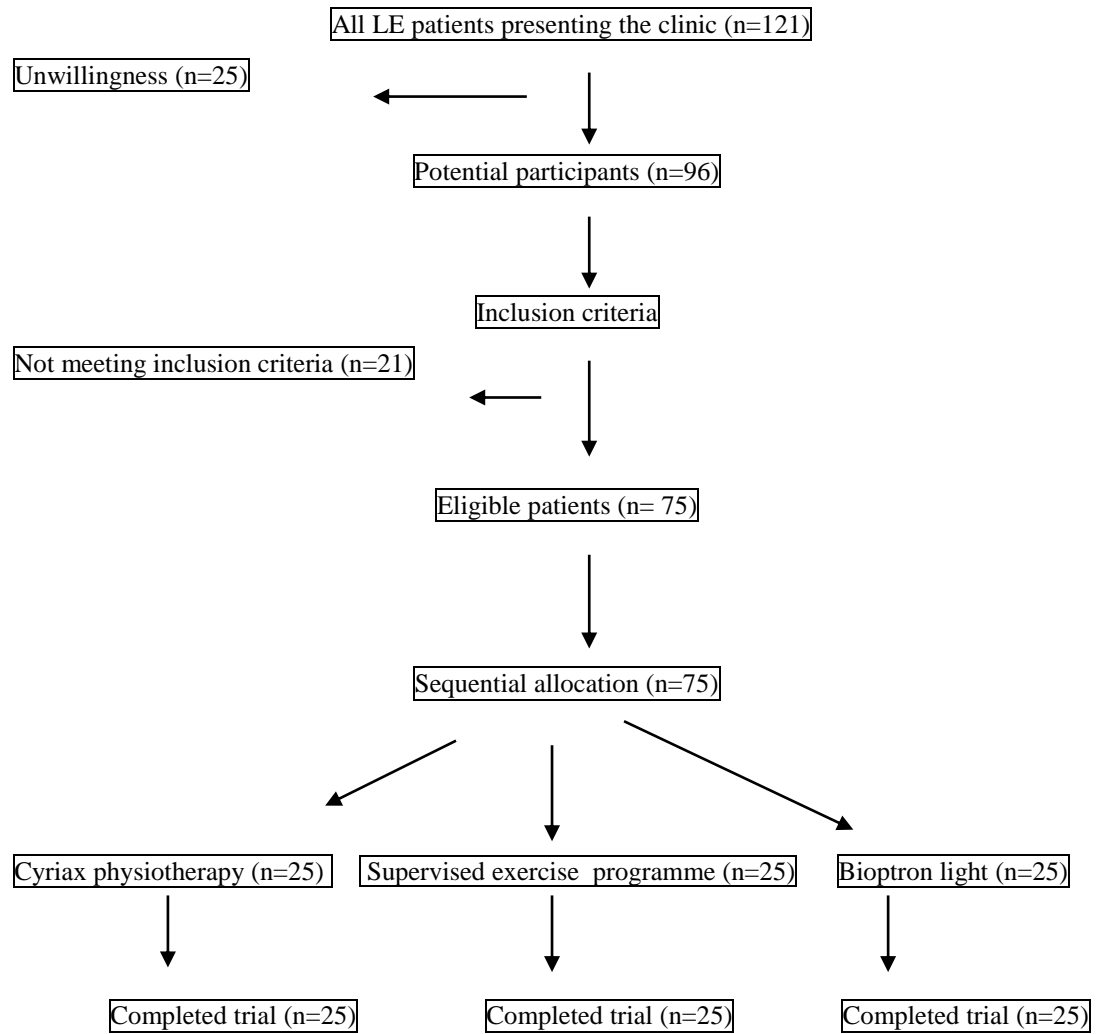 All LE patients presenting the clinic (n=121)
Unwillingness (n=25)
Potential participants (n=96)
Inclusion criteria
Not meeting inclusion criteria (n=21)
Eligible patients (n= 75)
Sequential allocation (n=75)
Cyriax physiotherapy (n=25)
Supervised exercise programme (n=25)
Bioptron light (n=25)
Completed trial (n=25)
Completed trial (n=25)
Completed trial (n=25)